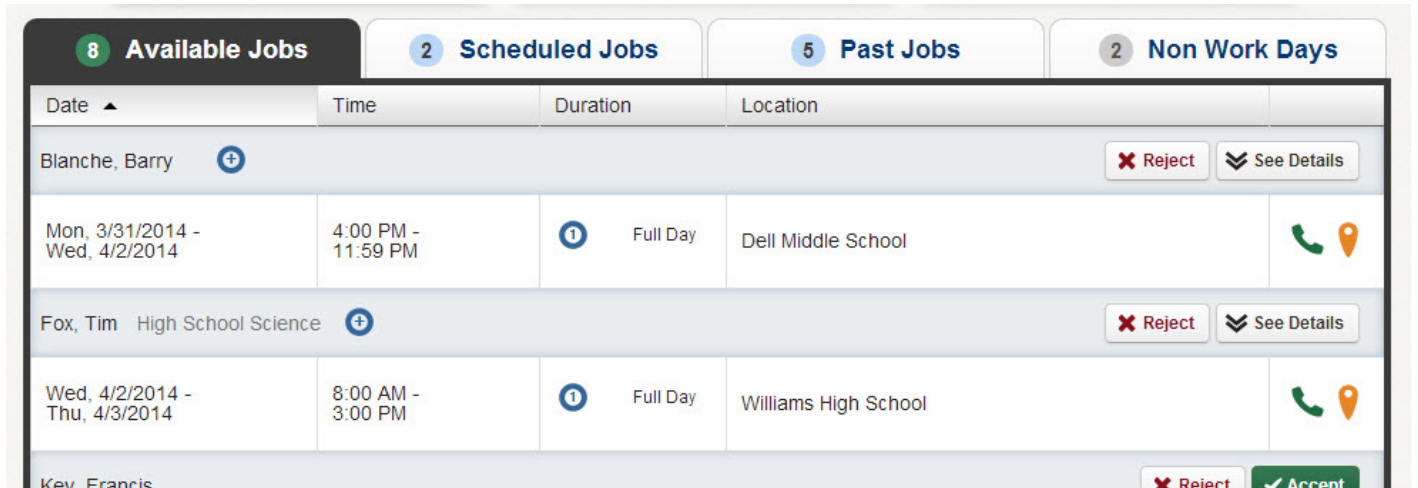 8 Available Jobs 2 Scheduled Jobs 5 Past Jobs 2 Non Work Days
Date Time Duration Location
Blanche, Barry Reject See Details
Mon, 3/31/2014 - 4:00 PM - 1 Full Day Dell Middle School
Wed, 4/2/2014 11:59 PM
Fox, Tim High School Science Reject See Details
Wed, 4/2/2014 - 8:00 AM - 1 Full Day Williams High School
Thu, 4/3/2014 3:00 PM
Key, Francis Reject Accept